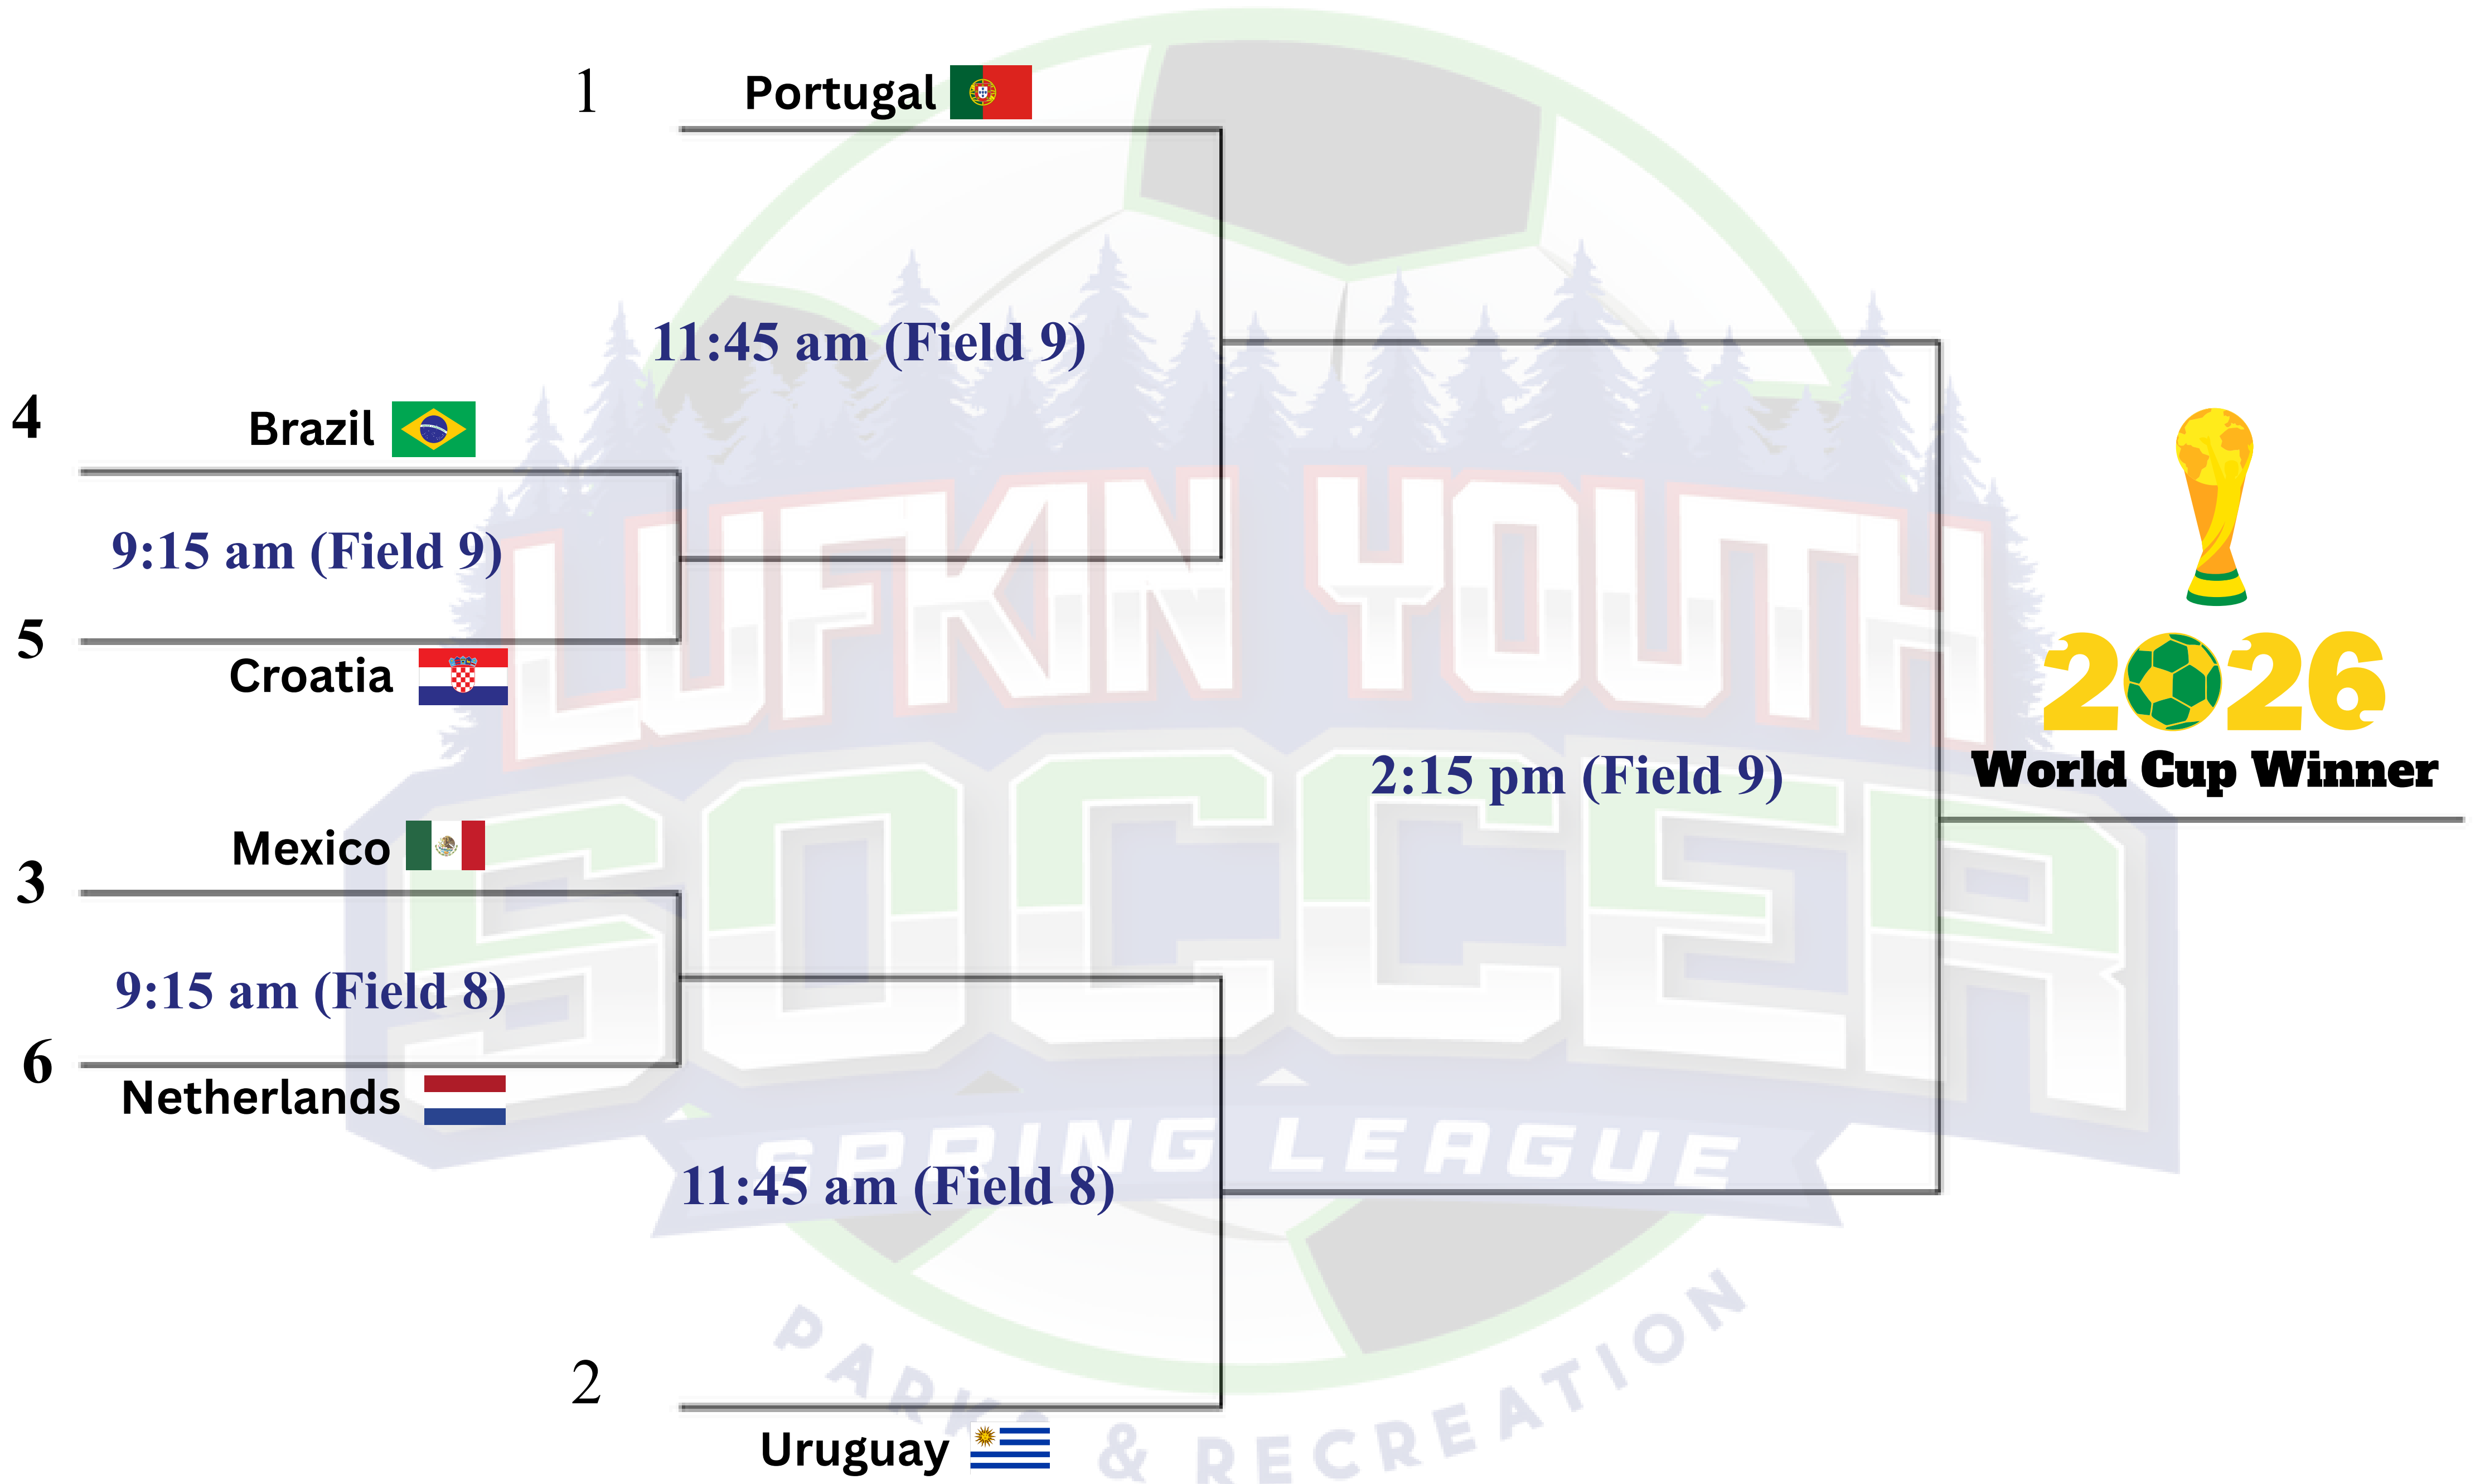 1
Portugal
11:45 am (Field 9)
4
Brazil
9:15 am (Field 9)
5
Croatia
LUFKIN YOUTH
SOCCER
SPRING LEAGUE
PARKS & RECREATION
2:15 pm (Field 9)
2026
World Cup Winner
3
Mexico
9:15 am (Field 8)
6
Netherlands
11:45 am (Field 8)
2
Uruguay